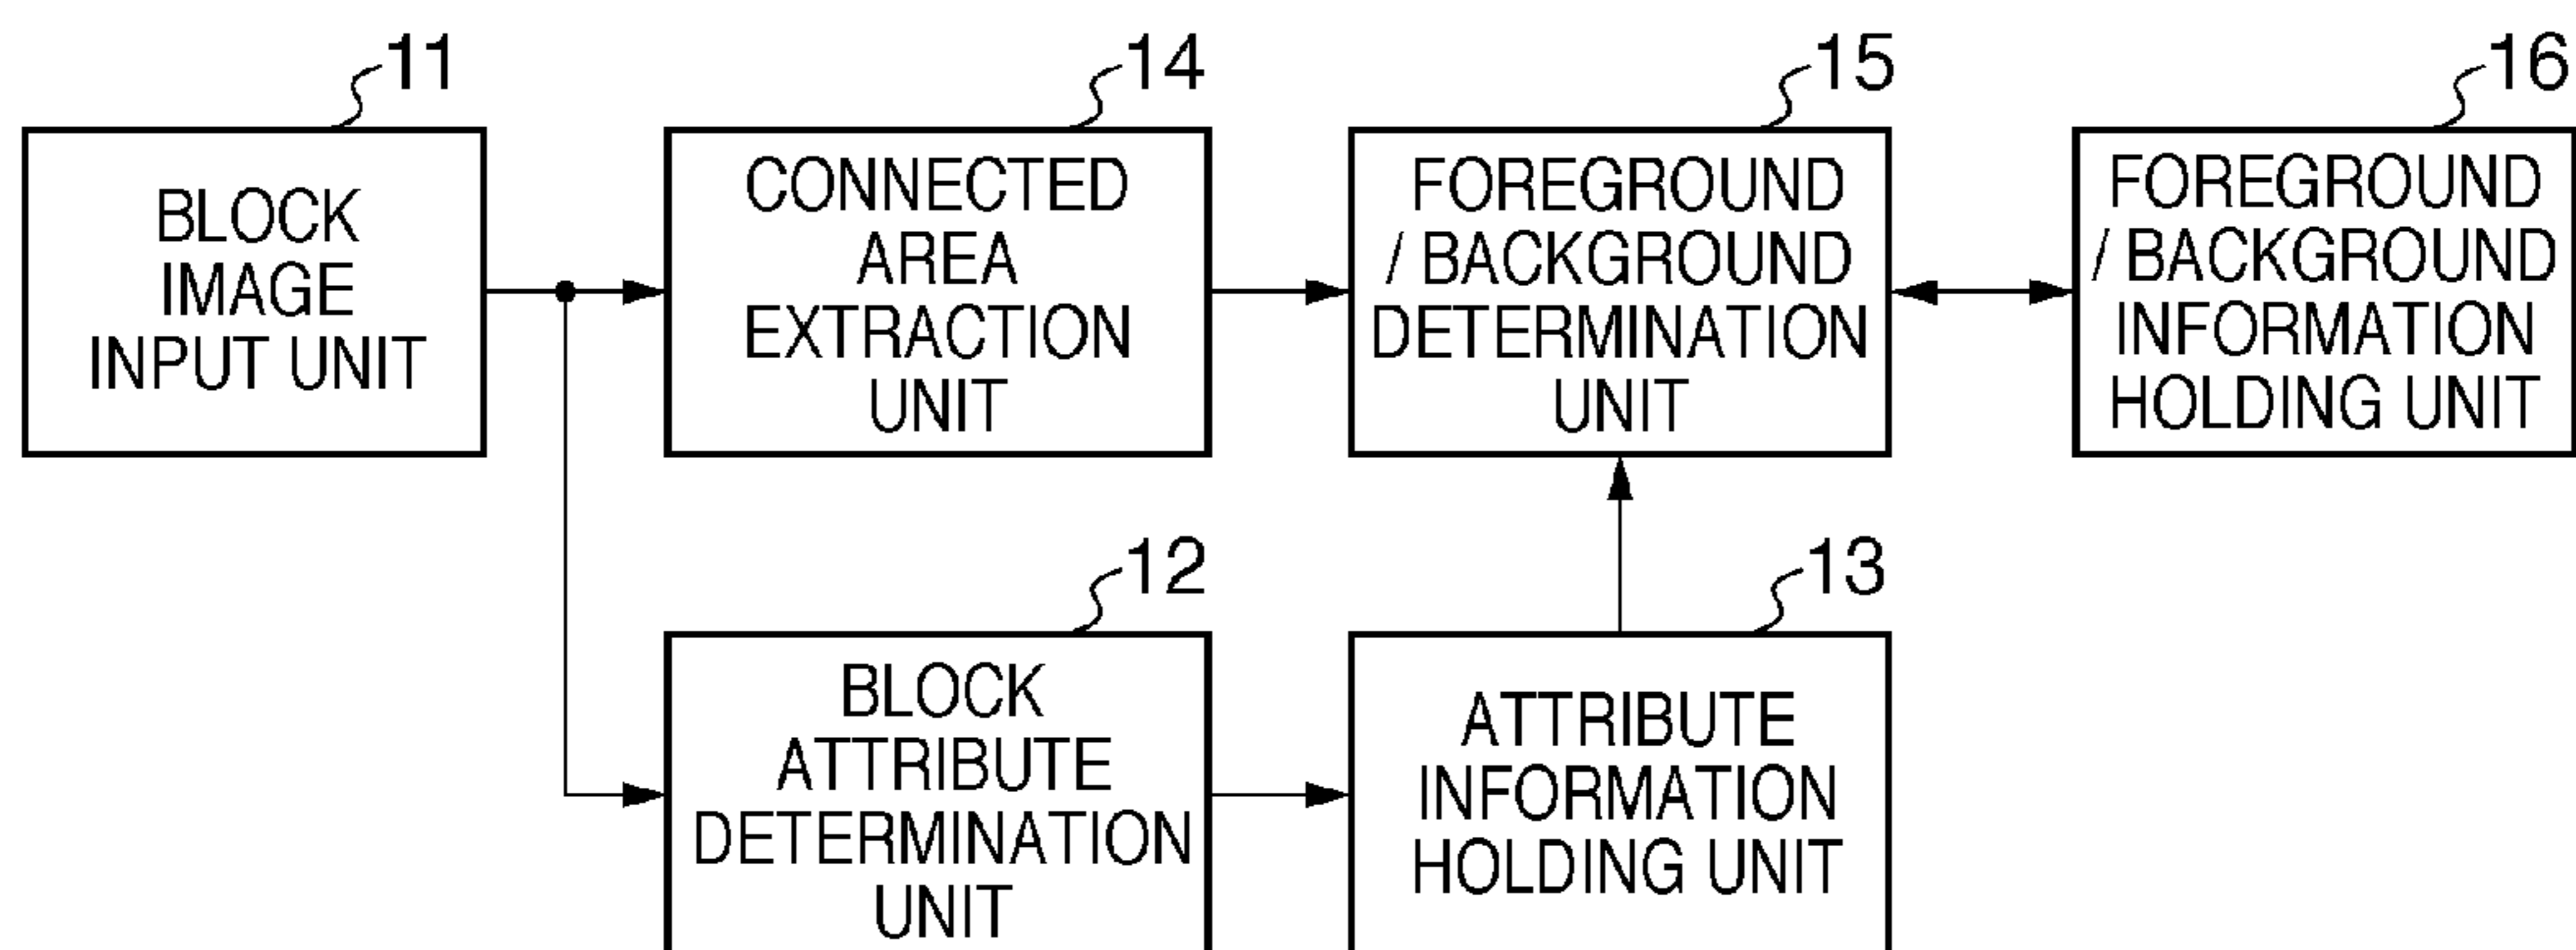 11
BLOCK
IMAGE
INPUT UNIT
14
CONNECTED
AREA
EXTRACTION
UNIT
15
FOREGROUND
/ BACKGROUND
DETERMINATION
UNIT
16
FOREGROUND
/ BACKGROUND
INFORMATION
HOLDING UNIT
12
BLOCK
ATTRIBUTE
DETERMINATION
UNIT
13
ATTRIBUTE
INFORMATION
HOLDING UNIT